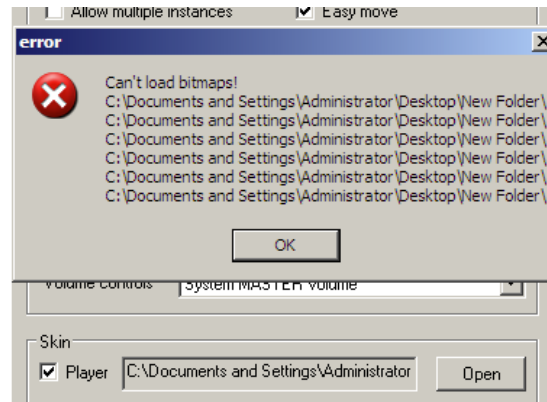 Allow multiple instances
Easy move
error
Can't load bitmaps!
C:\Documents and Settings\Administrator\Desktop\New Folder\
C:\Documents and Settings\Administrator\Desktop\New Folder\
C:\Documents and Settings\Administrator\Desktop\New Folder\
C:\Documents and Settings\Administrator\Desktop\New Folder\
C:\Documents and Settings\Administrator\Desktop\New Folder\
C:\Documents and Settings\Administrator\Desktop\New Folder\
OK
Volume controls
System MASTER Volume
Skin
Player
C:\Documents and Settings\Administrator
Open